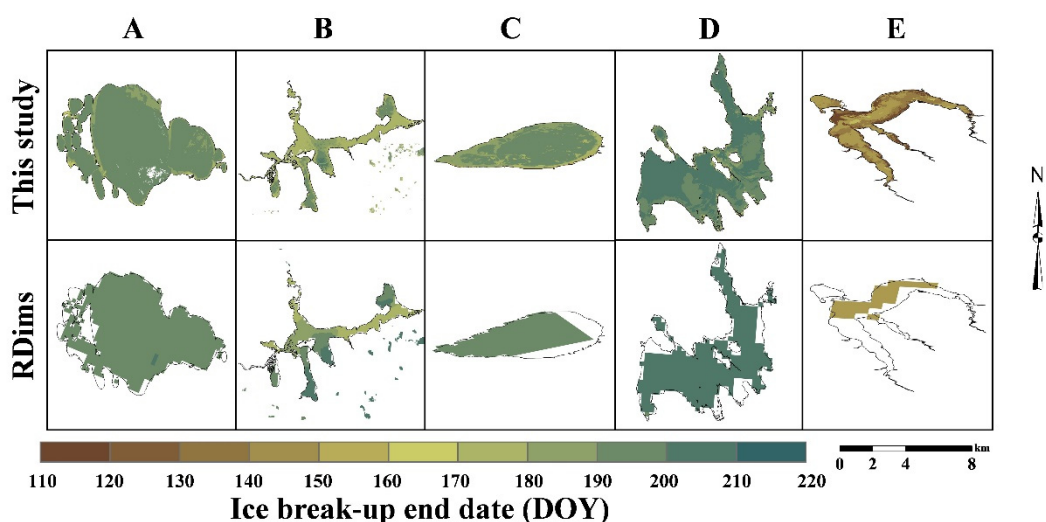 A B C D E
This study
N
RDims
110 120 130 140 150 160 170 180 190 200 210 220
0 2 4 8 km
Ice break-up end date (DOY)